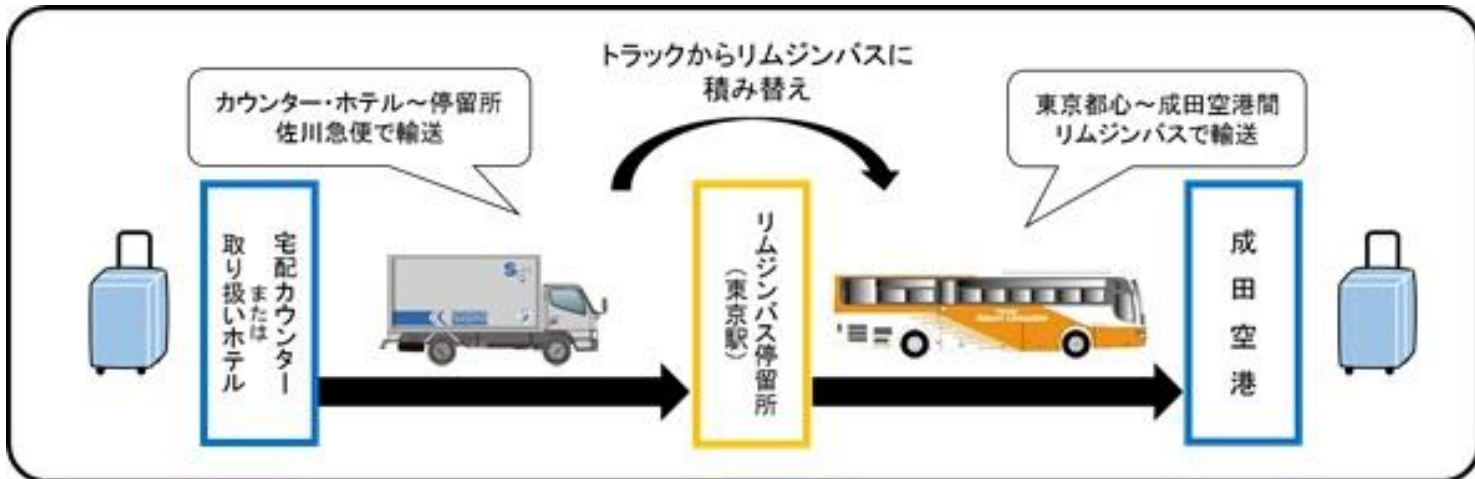 トラックからリムジンバスに
積み替え
カウンター・ホテル～停留所
佐川急便で輸送
東京都心～成田空港間
リムジンバスで輸送
宅配カウンター
または
取り扱いホテル
リムジンバス停留所
（東京駅）
成田空港
S